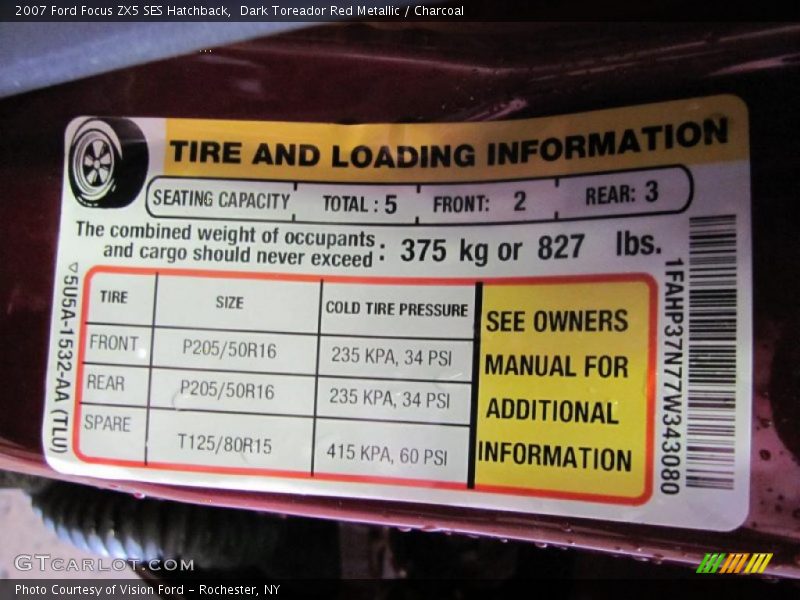 2007 Ford Focus ZX5 SES Hatchback, Dark Toreador Red Metallic / Charcoal
TIRE AND LOADING INFORMATION
SEATING CAPACITY TOTAL : 5 FRONT: 2 REAR: 3
The combined weight of occupants
and cargo should never exceed : 375 kg or 827 lbs.
TIRE SIZE COLD TIRE PRESSURE
FRONT P205/50R16 235 KPA, 34 PSI
REAR P205/50R16 235 KPA, 34 PSI
SPARE T125/80R15 415 KPA, 60 PSI
SEE OWNERS
MANUAL FOR
ADDITIONAL
INFORMATION
▽5U5A-1532-AA (TLU)
1FAHP37N77W343080
GTCARLOT.COM
Photo Courtesy of Vision Ford - Rochester, NY